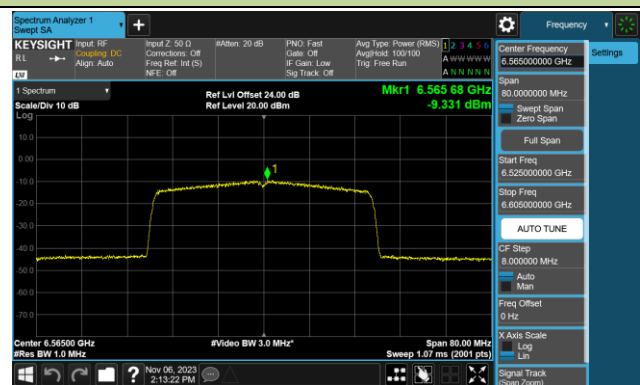 Spectrum Analyzer 1
Swept SA
Frequency
KEYSIGHT
R L
Input: RF
Coupling: DC
Align: Auto
Input Z: 50 Ω
Corrections: Off
Freq Ref: Int (S)
NFE: Off
#Atten: 20 dB
PNO: Fast
Gate: Off
IF Gain: Low
Sig Track: Off
Avg Type: Power (RMS)
Avg|Hold: 100/100
Trig: Free Run
1 2 3 4 5 6
A W W W W W
A N N N N N
1 Spectrum
Scale/Div 10 dB
Log
Ref Lvl Offset 24.00 dB
Ref Level 20.00 dBm
Mkr1 6.565 68 GHz
-9.331 dBm
10.0
0.00
-10.0
-20.0
-30.0
-40.0
-50.0
-60.0
-70.0
1
Center 6.56500 GHz
#Res BW 1.0 MHz
#Video BW 3.0 MHz*
Span 80.00 MHz
Sweep 1.07 ms (2001 pts)
Center Frequency
6.565000000 GHz
Settings
Span
80.0000000 MHz
Swept Span
Zero Span
Full Span
Start Freq
6.525000000 GHz
Stop Freq
6.605000000 GHz
AUTO TUNE
CF Step
8.000000 MHz
Auto
Man
Freq Offset
0 Hz
X Axis Scale
Log
Lin
Signal Track
(Span Zoom)
?
Nov 06, 2023
2:13:22 PM